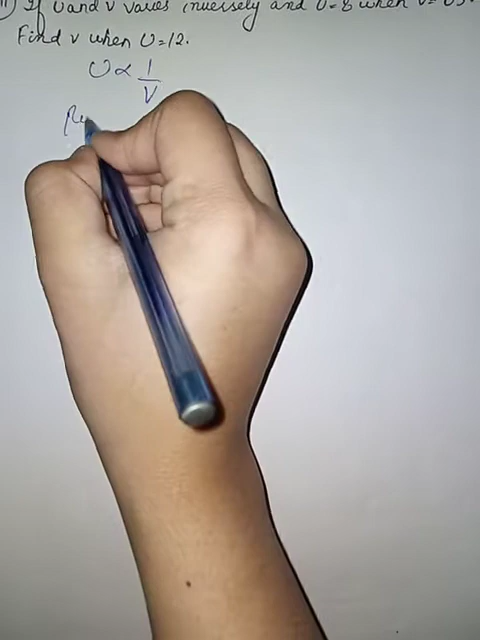 If U and V varies inversely and U=8 when V=
Find v when U=12.
U ∝ 1/V